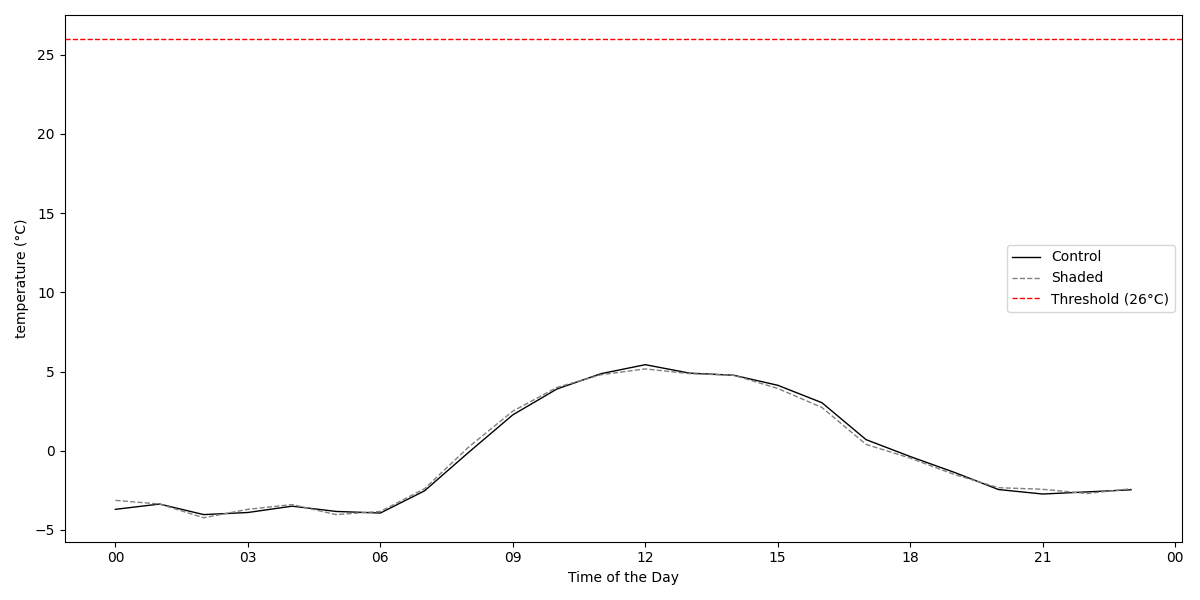 25
20
15
10
5
0
−5
temperature (°C)
Control
Shaded
Threshold (26°C)
00 03 06 09 12 15 18 21 00
Time of the Day